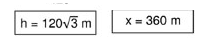 h = 120√3 m
x = 360 m